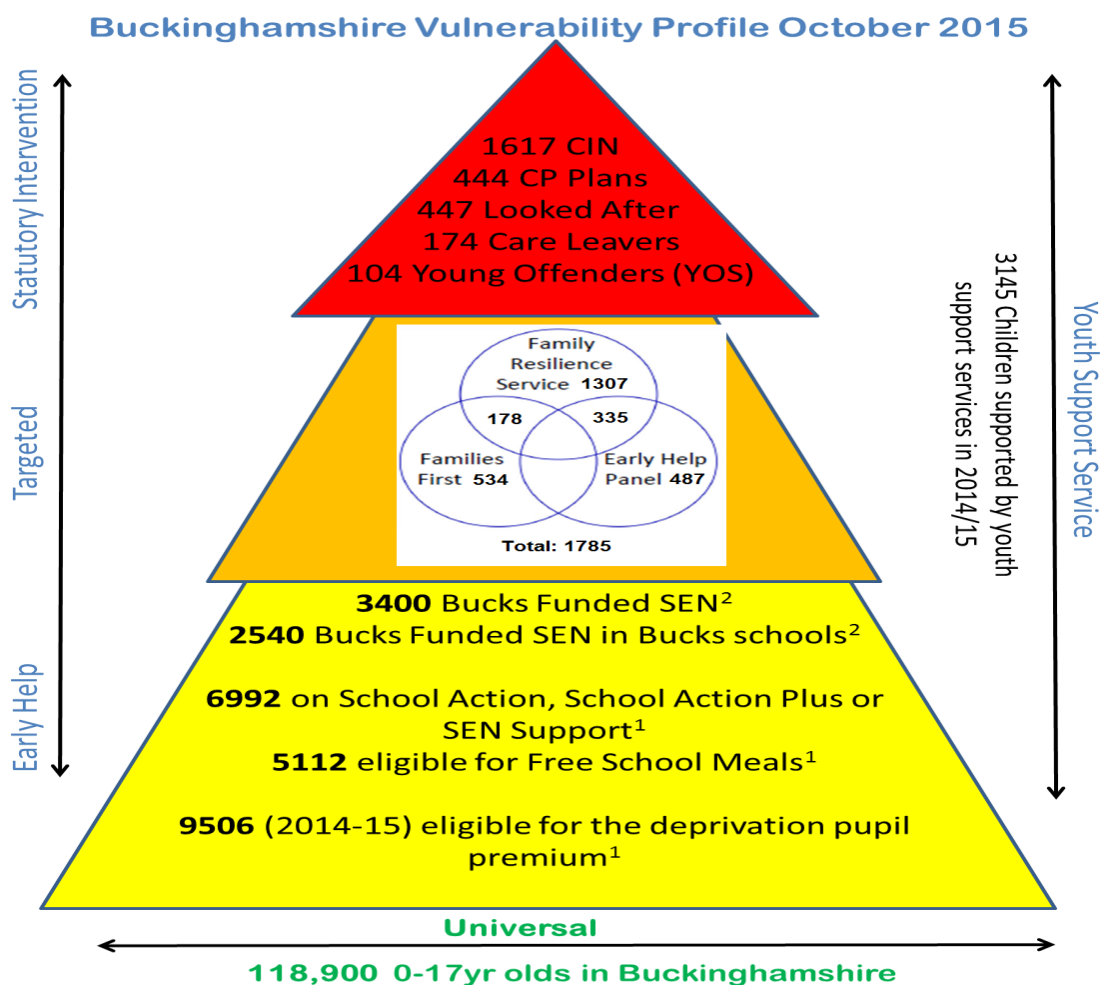 Buckinghamshire Vulnerability Profile October 2015
Statutory Intervention
Targeted
Early Help
1617 CIN
444 CP Plans
447 Looked After
174 Care Leavers
104 Young Offenders (YOS)
Family
Resilience
Service 1307
178
335
Families
First 534
Early Help
Panel 487
Total: 1785
3400 Bucks Funded SEN²
2540 Bucks Funded SEN in Bucks schools²
6992 on School Action, School Action Plus or
SEN Support¹
5112 eligible for Free School Meals¹
9506 (2014-15) eligible for the deprivation pupil
premium¹
3145 Children supported by youth
support services in 2014/15
Youth Support Service
Universal
118,900 0-17yr olds in Buckinghamshire